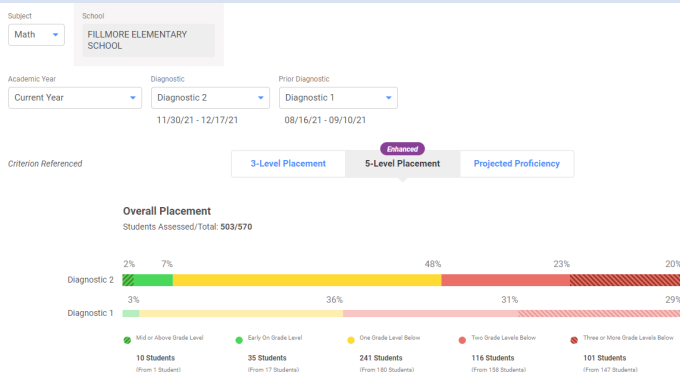 Subject
School
Math
FILLMORE ELEMENTARY
SCHOOL
Academic Year
Diagnostic
Prior Diagnostic
Current Year
Diagnostic 2
Diagnostic 1
11/30/21 - 12/17/21
08/16/21 - 09/10/21
Enhanced
Criterion Referenced
3-Level Placement
5-Level Placement
Projected Proficiency
Overall Placement
Students Assessed/Total: 503/570
2% 7% 48% 23% 20%
Diagnostic 2
3% 36% 31% 29%
Diagnostic 1
Mid or Above Grade Level
Early On Grade Level
One Grade Level Below
Two Grade Levels Below
Three or More Grade Levels Below
10 Students
35 Students
241 Students
116 Students
101 Students
(From 1 Student)
(From 17 Students)
(From 180 Students)
(From 158 Students)
(From 147 Students)